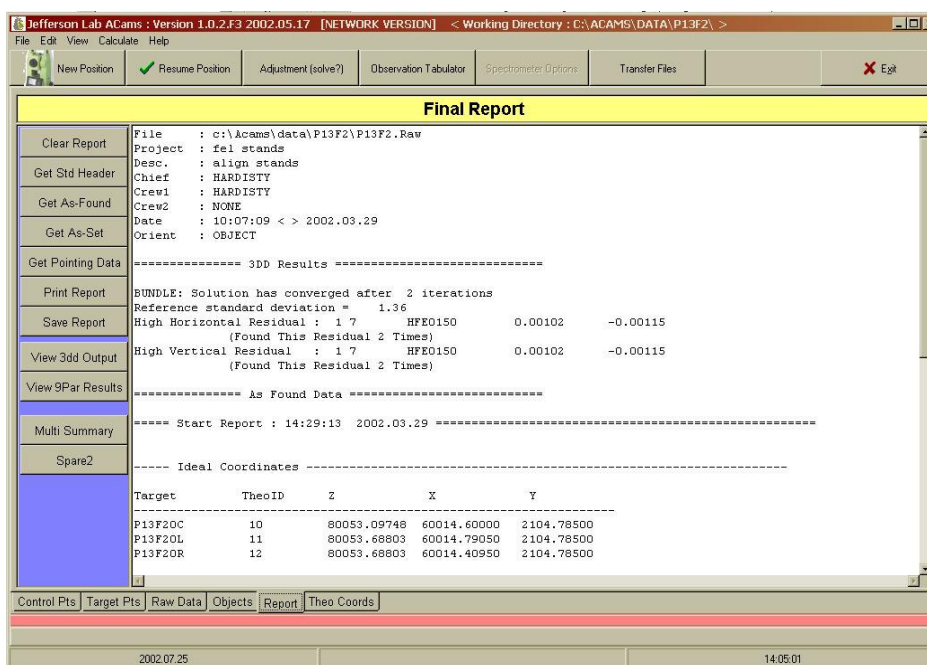 Jefferson Lab ACams : Version 1.0.2.F3 2002.05.17 [NETWORK VERSION] < Working Directory : C:\ACAMS\DATA\P13F2\ >
File Edit View Calculate Help
New Position Resume Position Adjustment (solve?) Observation Tabulator Spectrometer Options Transfer Files Exit
Final Report
Clear Report
Get Std Header
Get As-Found
Get As-Set
Get Pointing Data
Print Report
Save Report
View 3dd Output
View 9Par Results
Multi Summary
Spare2
File : c:\Acams\data\P13F2\P13F2.Raw
Project : fel stands
Desc. : align stands
Chief : HARDISTY
Crew1 : HARDISTY
Crew2 : NONE
Date : 10:07:09 < > 2002.03.29
Orient : OBJECT
=============== 3DD Results =============================
BUNDLE: Solution has converged after 2 iterations
Reference standard deviation = 1.36
High Horizontal Residual : 1 7 HFE0150 0.00102 -0.00115
(Found This Residual 2 Times)
High Vertical Residual : 1 7 HFE0150 0.00102 -0.00115
(Found This Residual 2 Times)
=============== As Found Data ===========================
===== Start Report : 14:29:13 2002.03.29 =====================================================
----- Ideal Coordinates -------------------------------------------------------------------
Target TheoID Z X Y
-------------------------------------------------------------------
P13F20C 10 80053.09748 60014.60000 2104.78500
P13F20L 11 80053.68803 60014.79050 2104.78500
P13F20R 12 80053.68803 60014.40950 2104.78500
Control Pts Target Pts Raw Data Objects Report Theo Coords
2002.07.25 14:05:01